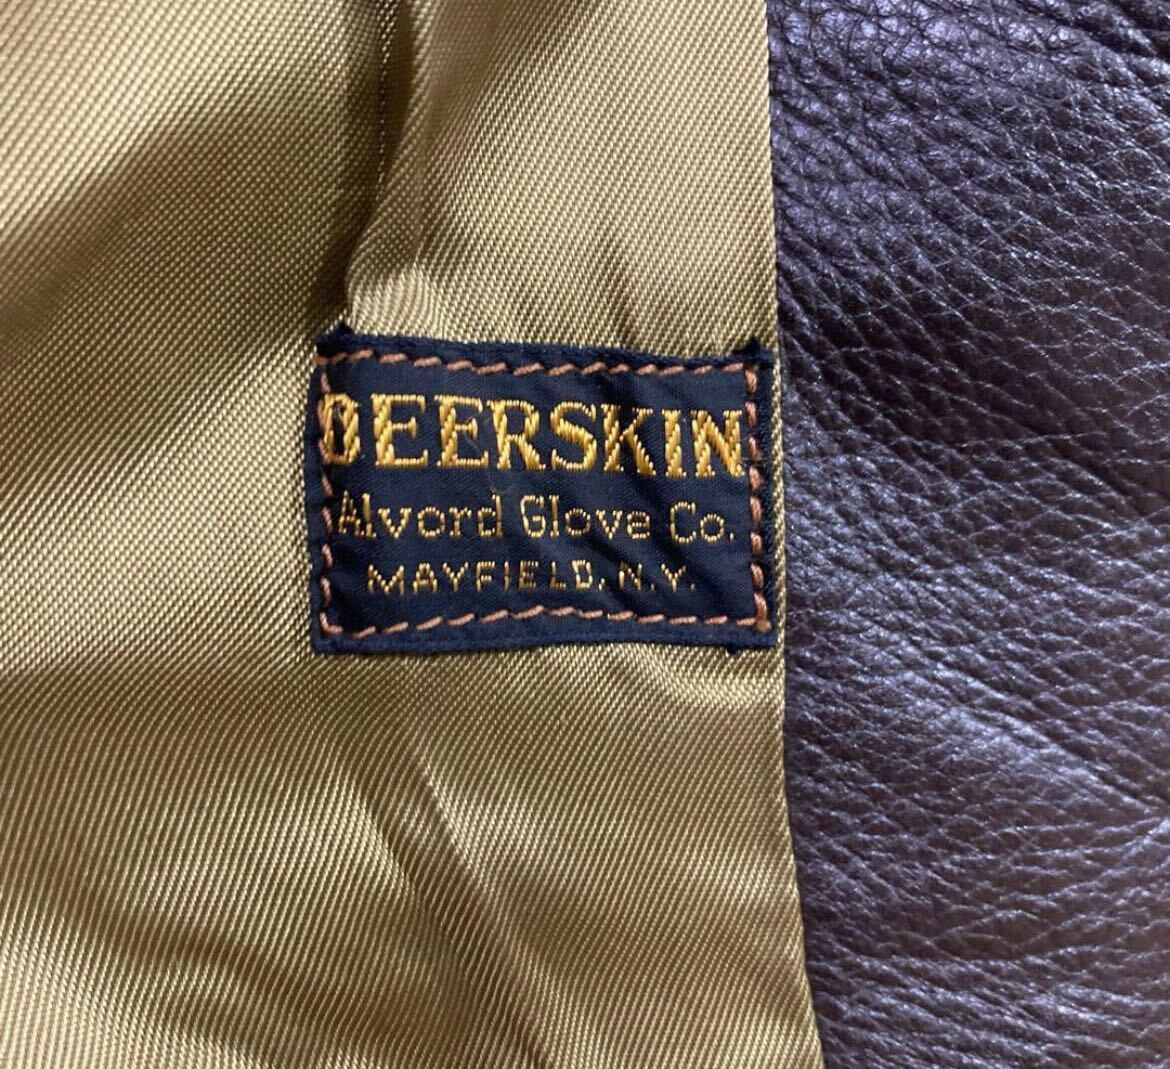 DEERSKIN
Alvord Glove Co.
MAYFIELD, N.Y.